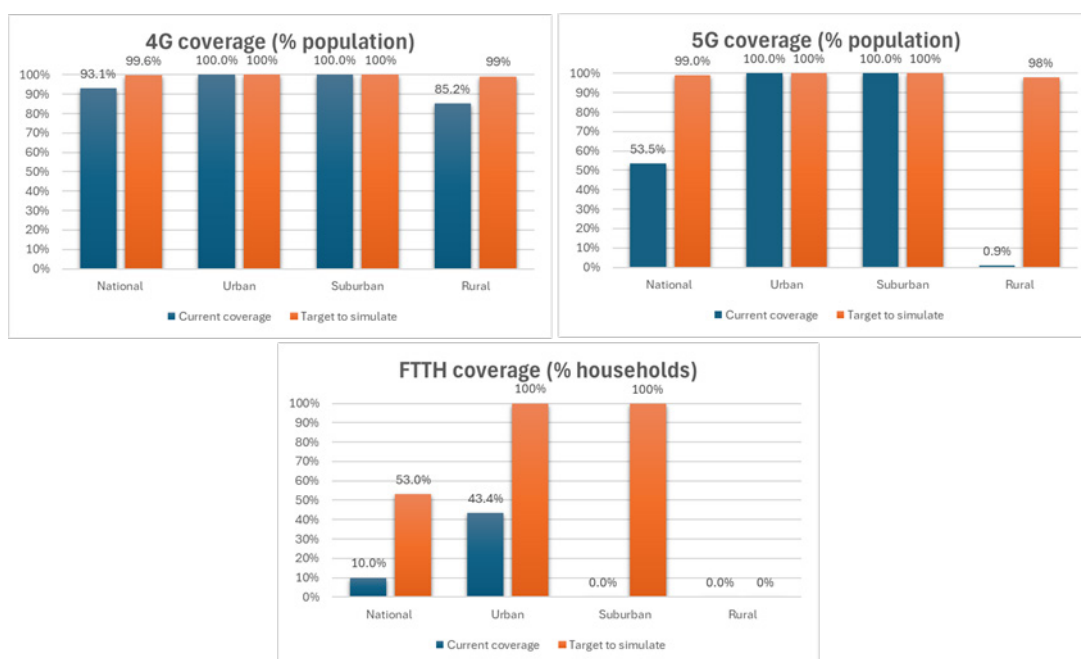 4G coverage (% population)
93.1% 99.6% 100.0% 100% 100.0% 100% 85.2% 99%
100%
90%
80%
70%
60%
50%
40%
30%
20%
10%
0%
National Urban Suburban Rural
Current coverage Target to simulate
5G coverage (% population)
53.5% 99.0% 100.0% 100% 100.0% 100% 0.9% 98%
100%
90%
80%
70%
60%
50%
40%
30%
20%
10%
0%
National Urban Suburban Rural
Current coverage Target to simulate
FTTH coverage (% households)
10.0% 53.0% 43.4% 100% 0.0% 100% 0.0% 0%
100%
90%
80%
70%
60%
50%
40%
30%
20%
10%
0%
National Urban Suburban Rural
Current coverage Target to simulate